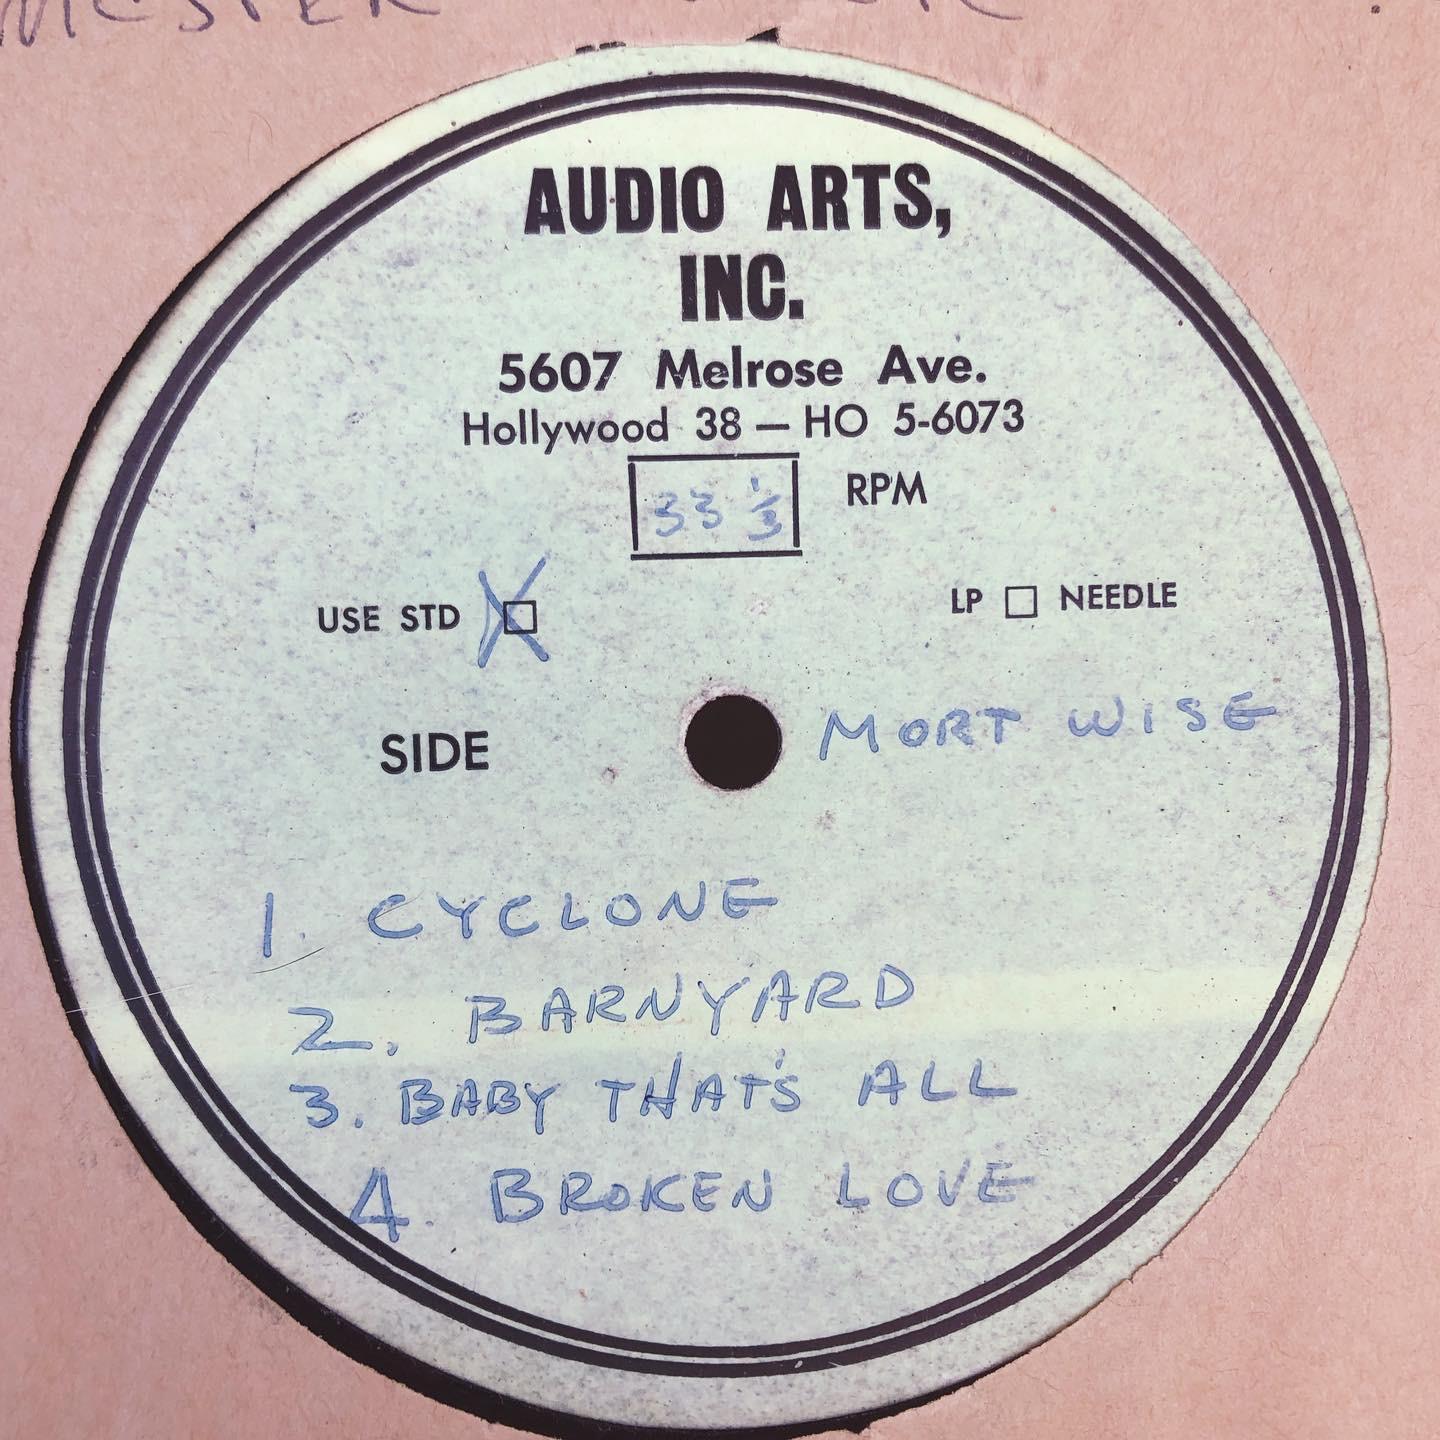 AUDIO ARTS,
INC.
5607 Melrose Ave.
Hollywood 38 — HO 5-6073
33 1/3 RPM
USE STD X LP NEEDLE
SIDE MORT WISE
1. CYCLONE
2. BARNYARD
3. BABY THAT'S ALL
4. BROKEN LOVE